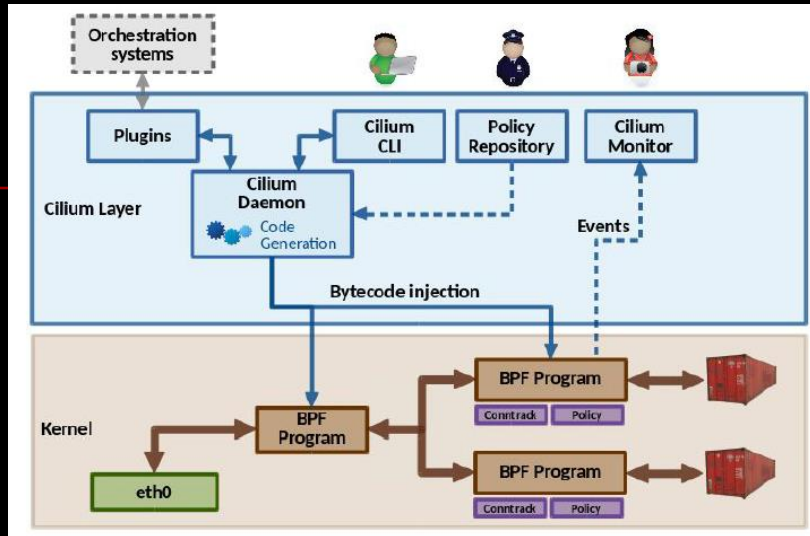 Orchestration
systems
Plugins
Cilium
CLI
Policy
Repository
Cilium
Monitor
Cilium
Daemon
Code
Generation
Cilium Layer
Events
Bytecode injection
Kernel
BPF
Program
eth0
BPF Program
Conntrack
Policy
BPF Program
Conntrack
Policy